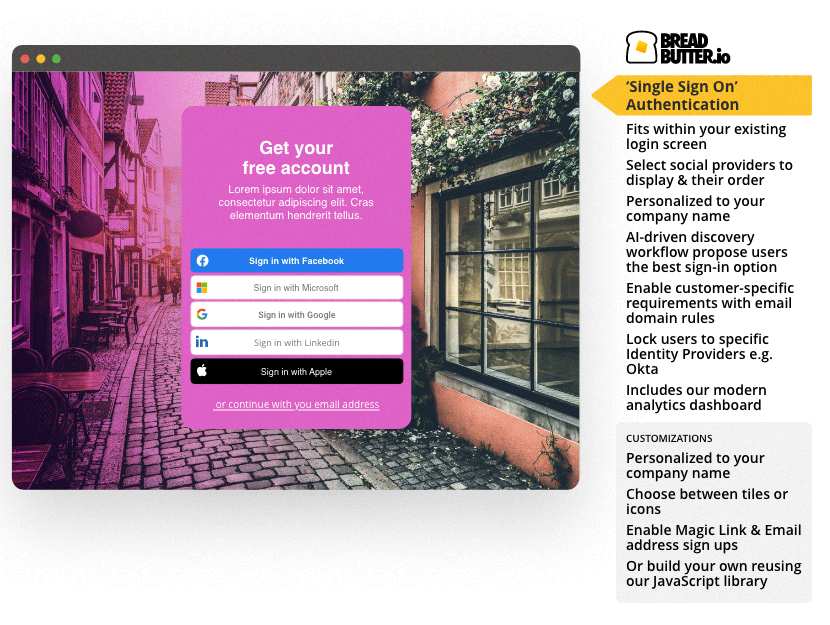 BREAD
BUTTER.io
‘Single Sign On’
Authentication
Fits within your existing
login screen
Select social providers to
display & their order
Personalized to your
company name
AI-driven discovery
workflow propose users
the best sign-in option
Enable customer-specific
requirements with email
domain rules
Lock users to specific
Identity Providers e.g.
Okta
Includes our modern
analytics dashboard
CUSTOMIZATIONS
Personalized to your
company name
Choose between tiles or
icons
Enable Magic Link & Email
address sign ups
Or build your own reusing
our JavaScript library
Get your
free account
Lorem ipsum dolor sit amet,
consectetur adipiscing elit. Cras
elementum hendrerit tellus.
Sign in with Facebook
Sign in with Microsoft
Sign in with Google
in Sign in with Linkedin
Sign in with Apple
or continue with you email address